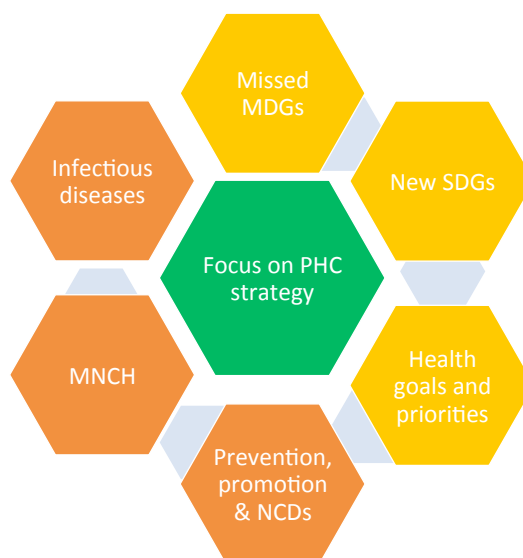 Missed
MDGs
New SDGs
Health
goals and
priorities
Prevention,
promotion
& NCDs
MNCH
Infectious
diseases
Focus on PHC
strategy